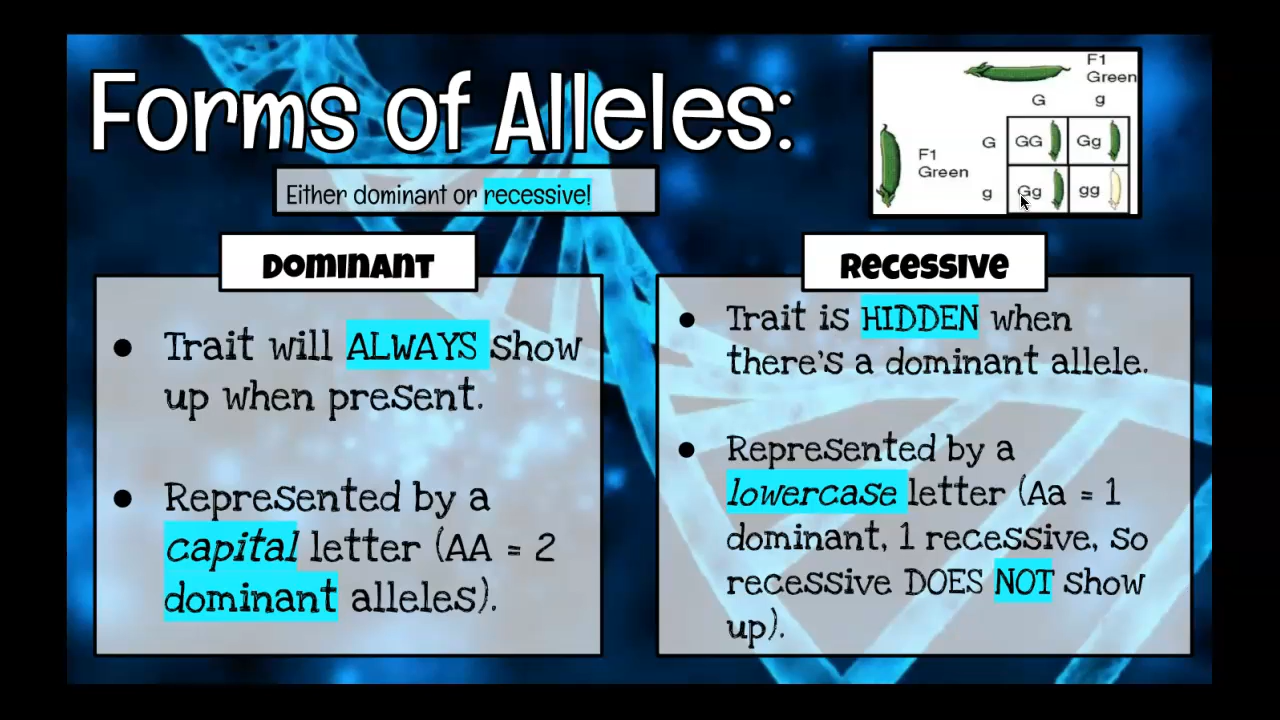 Forms of Alleles:
Either dominant or recessive!
F1
Green
G g
F1
Green
G GG Gg
g Gg gg
DOMINANT
● Trait will ALWAYS show
up when present.
● Represented by a
capital letter (AA = 2
dominant alleles).
RECESSIVE
● Trait is HIDDEN when
there's a dominant allele.
● Represented by a
lowercase letter (Aa = 1
dominant, 1 recessive, so
recessive DOES NOT show
up).